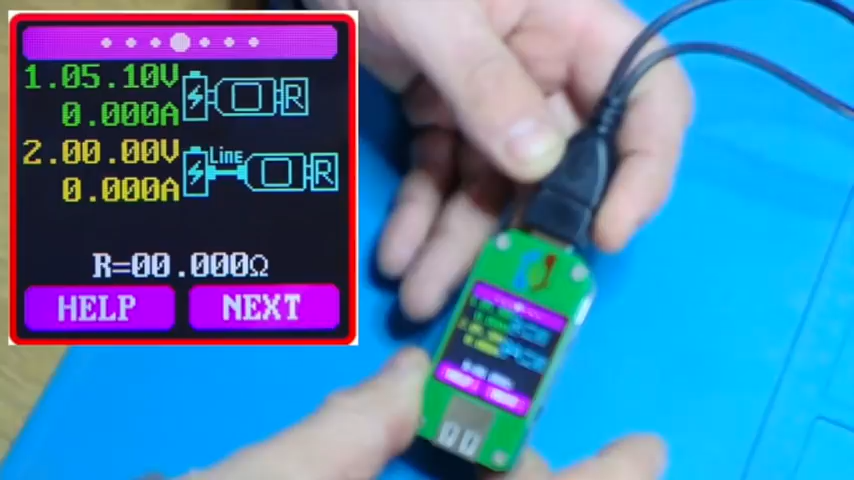 1.05.10V
0.000A
R
2.00.00V
Line
0.000A
R
R=00.000Ω
HELP NEXT